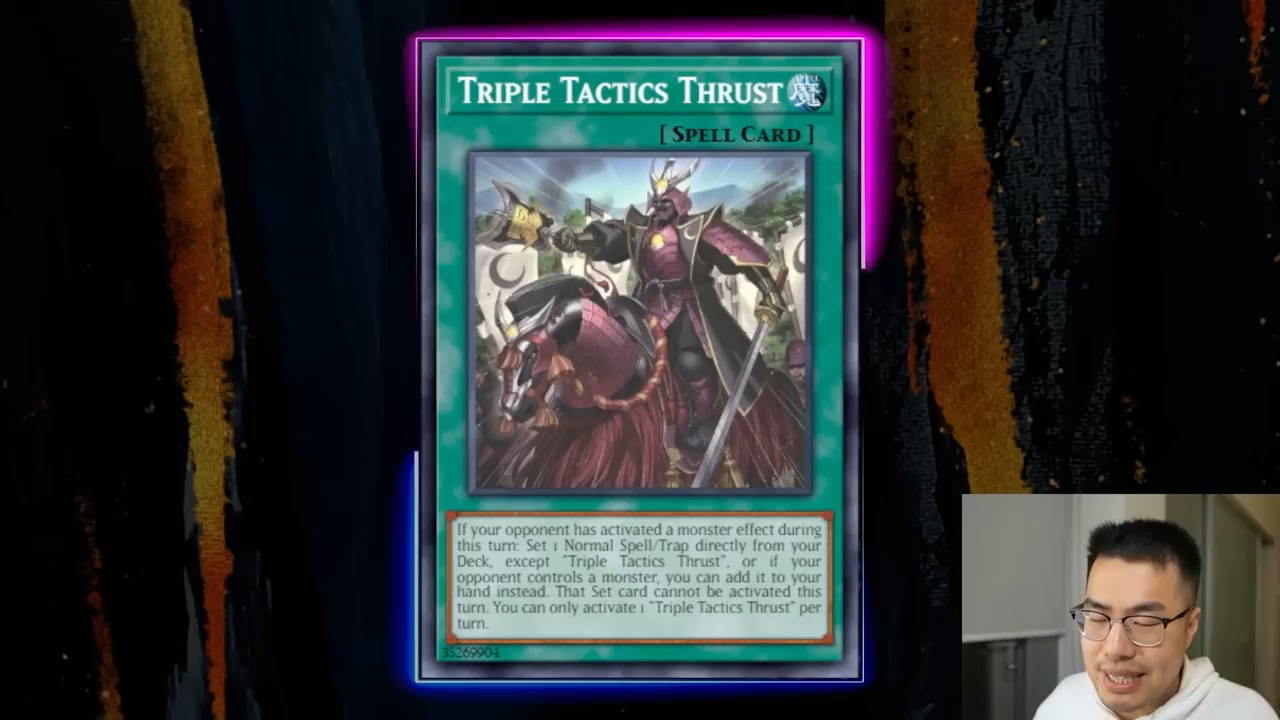 TRIPLE TACTICS THRUST 魔
[ SPELL CARD ]
If your opponent has activated a monster effect during
this turn: Set 1 Normal Spell/Trap directly from your
Deck, except "Triple Tactics Thrust", or if your
opponent controls a monster, you can add it to your
hand instead. That Set card cannot be activated this
turn. You can only activate 1 "Triple Tactics Thrust" per
turn.
35269904